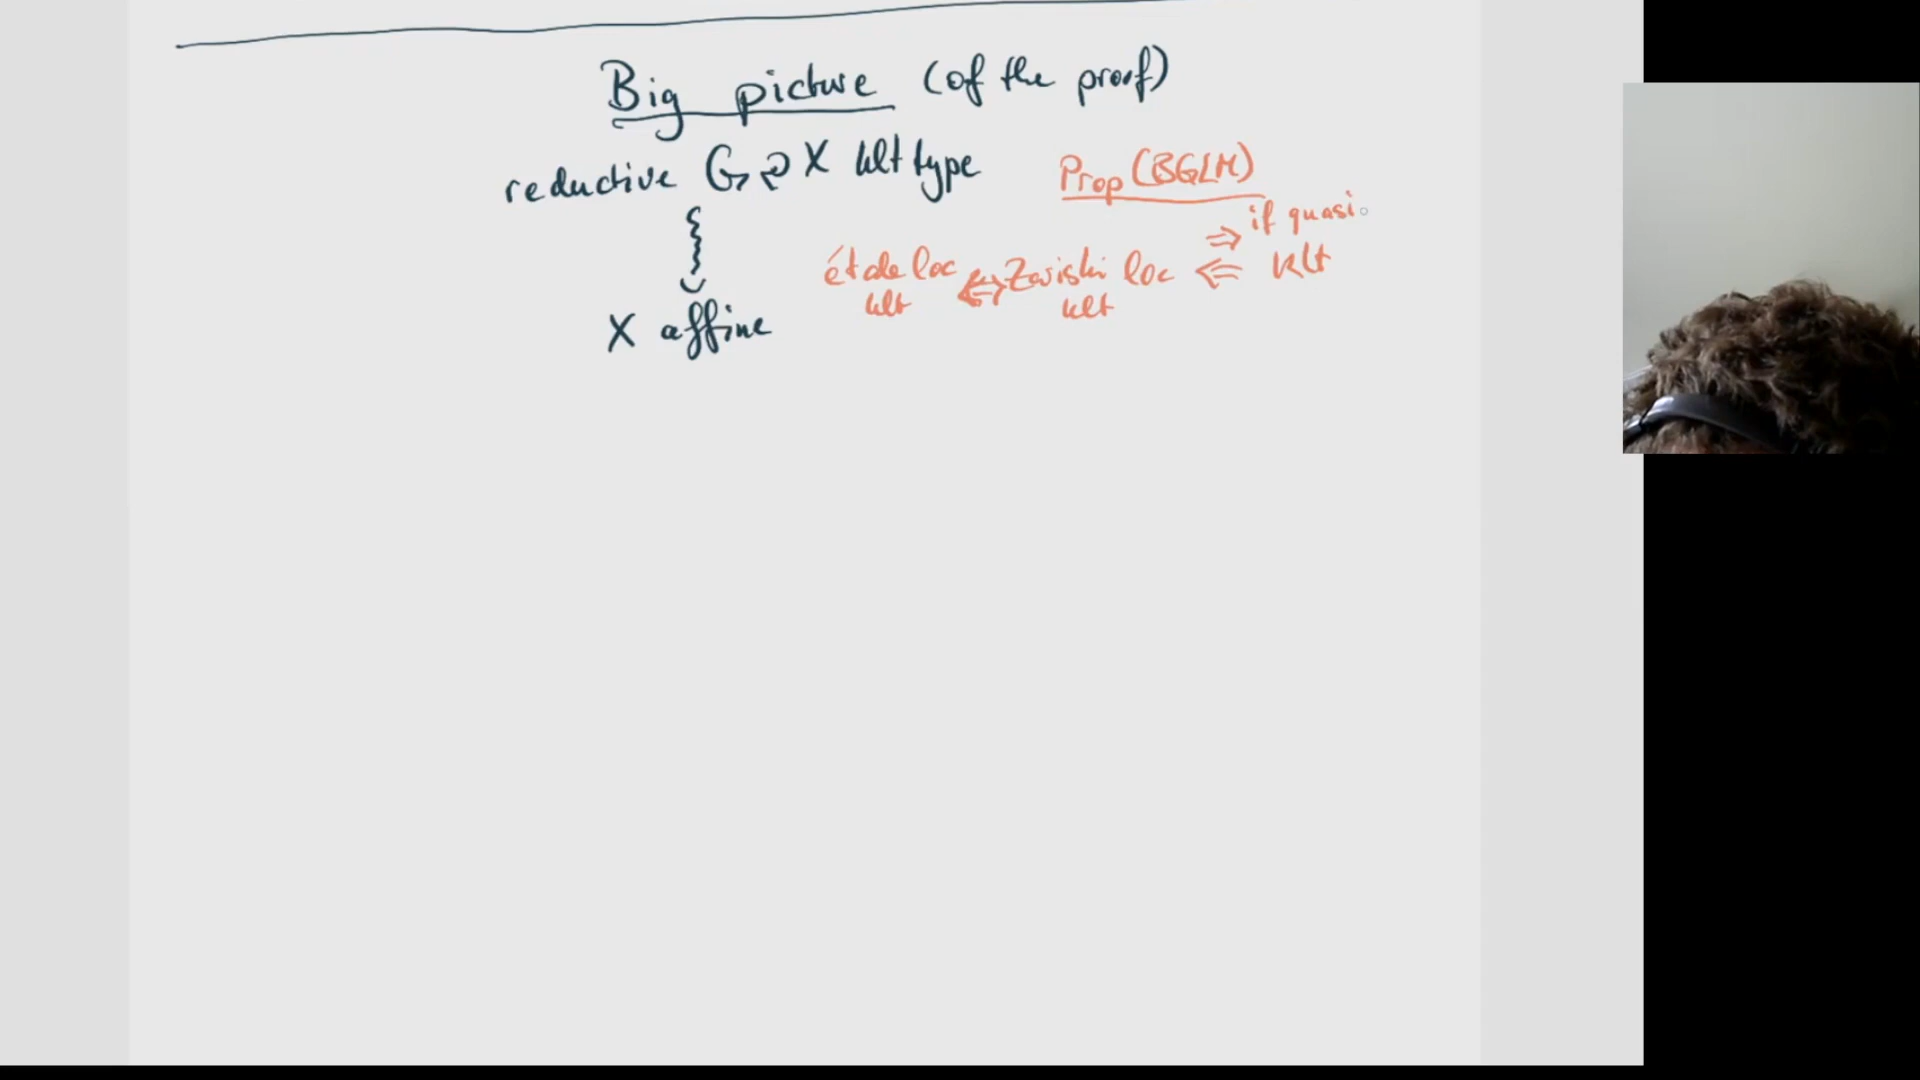 Big picture (of the proof)
reductive G ⟳ X klt type
Prop (BGLM)
if quasi
étale loc ⇔ Zariski loc ⇐ klt
klt klt
⇒
X affine